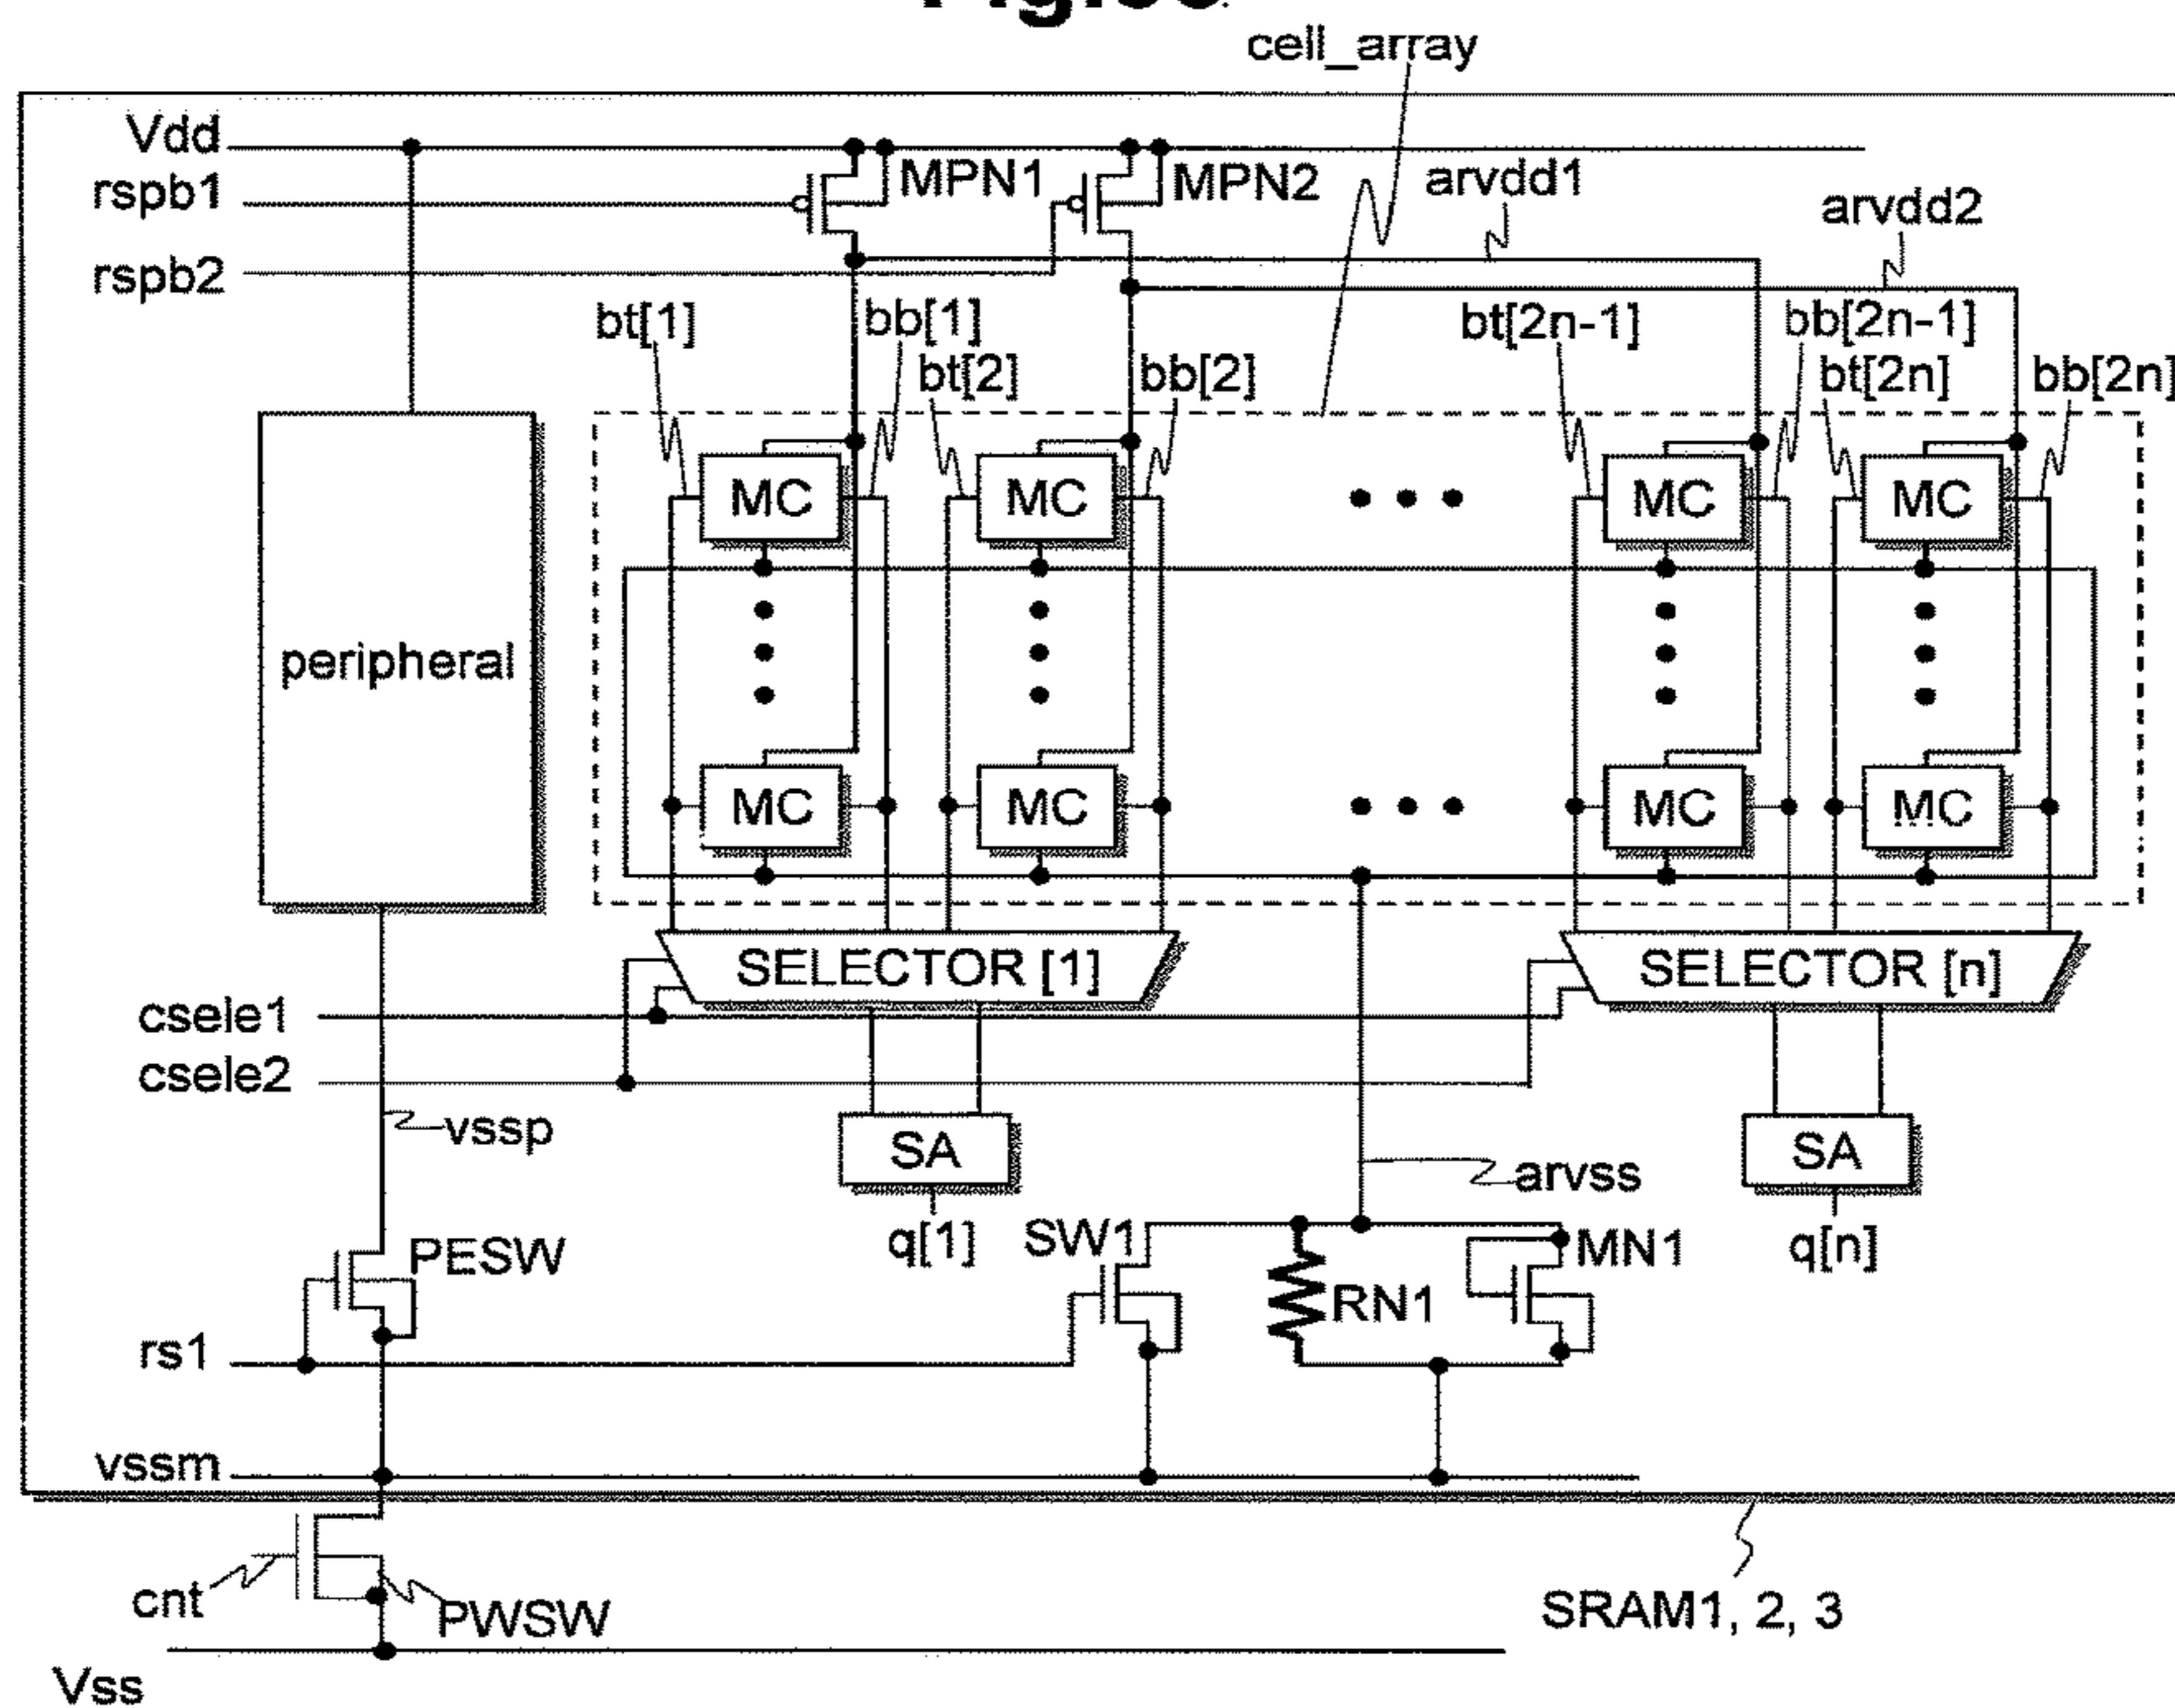 cell_array
Vdd
MPN1
MPN2
arvdd1
rspb1
arvdd2
rspb2
bt[1]
bb[1]
bt[2n-1]
bb[2n-1]
bt[2]
bb[2]
bt[2n]
bb[2n]
MC
MC
MC
MC
peripheral
MC
MC
MC
MC
SELECTOR [1]
SELECTOR [n]
csele1
csele2
vssp
SA
SA
arvss
q[1]
SW1
MN1
q[n]
PESW
RN1
rs1
vssm
cnt
PWSW
SRAM1, 2, 3
Vss